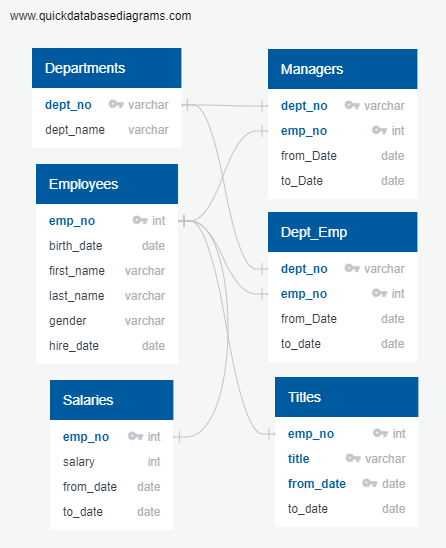 www.quickdatabasediagrams.com
Departments
dept_no varchar
dept_name varchar
Employees
emp_no int
birth_date date
first_name varchar
last_name varchar
gender varchar
hire_date date
Salaries
emp_no int
salary int
from_date date
to_date date
Managers
dept_no varchar
emp_no int
from_Date date
to_Date date
Dept_Emp
dept_no varchar
emp_no int
from_Date date
to_date date
Titles
emp_no int
title varchar
from_date date
to_date date